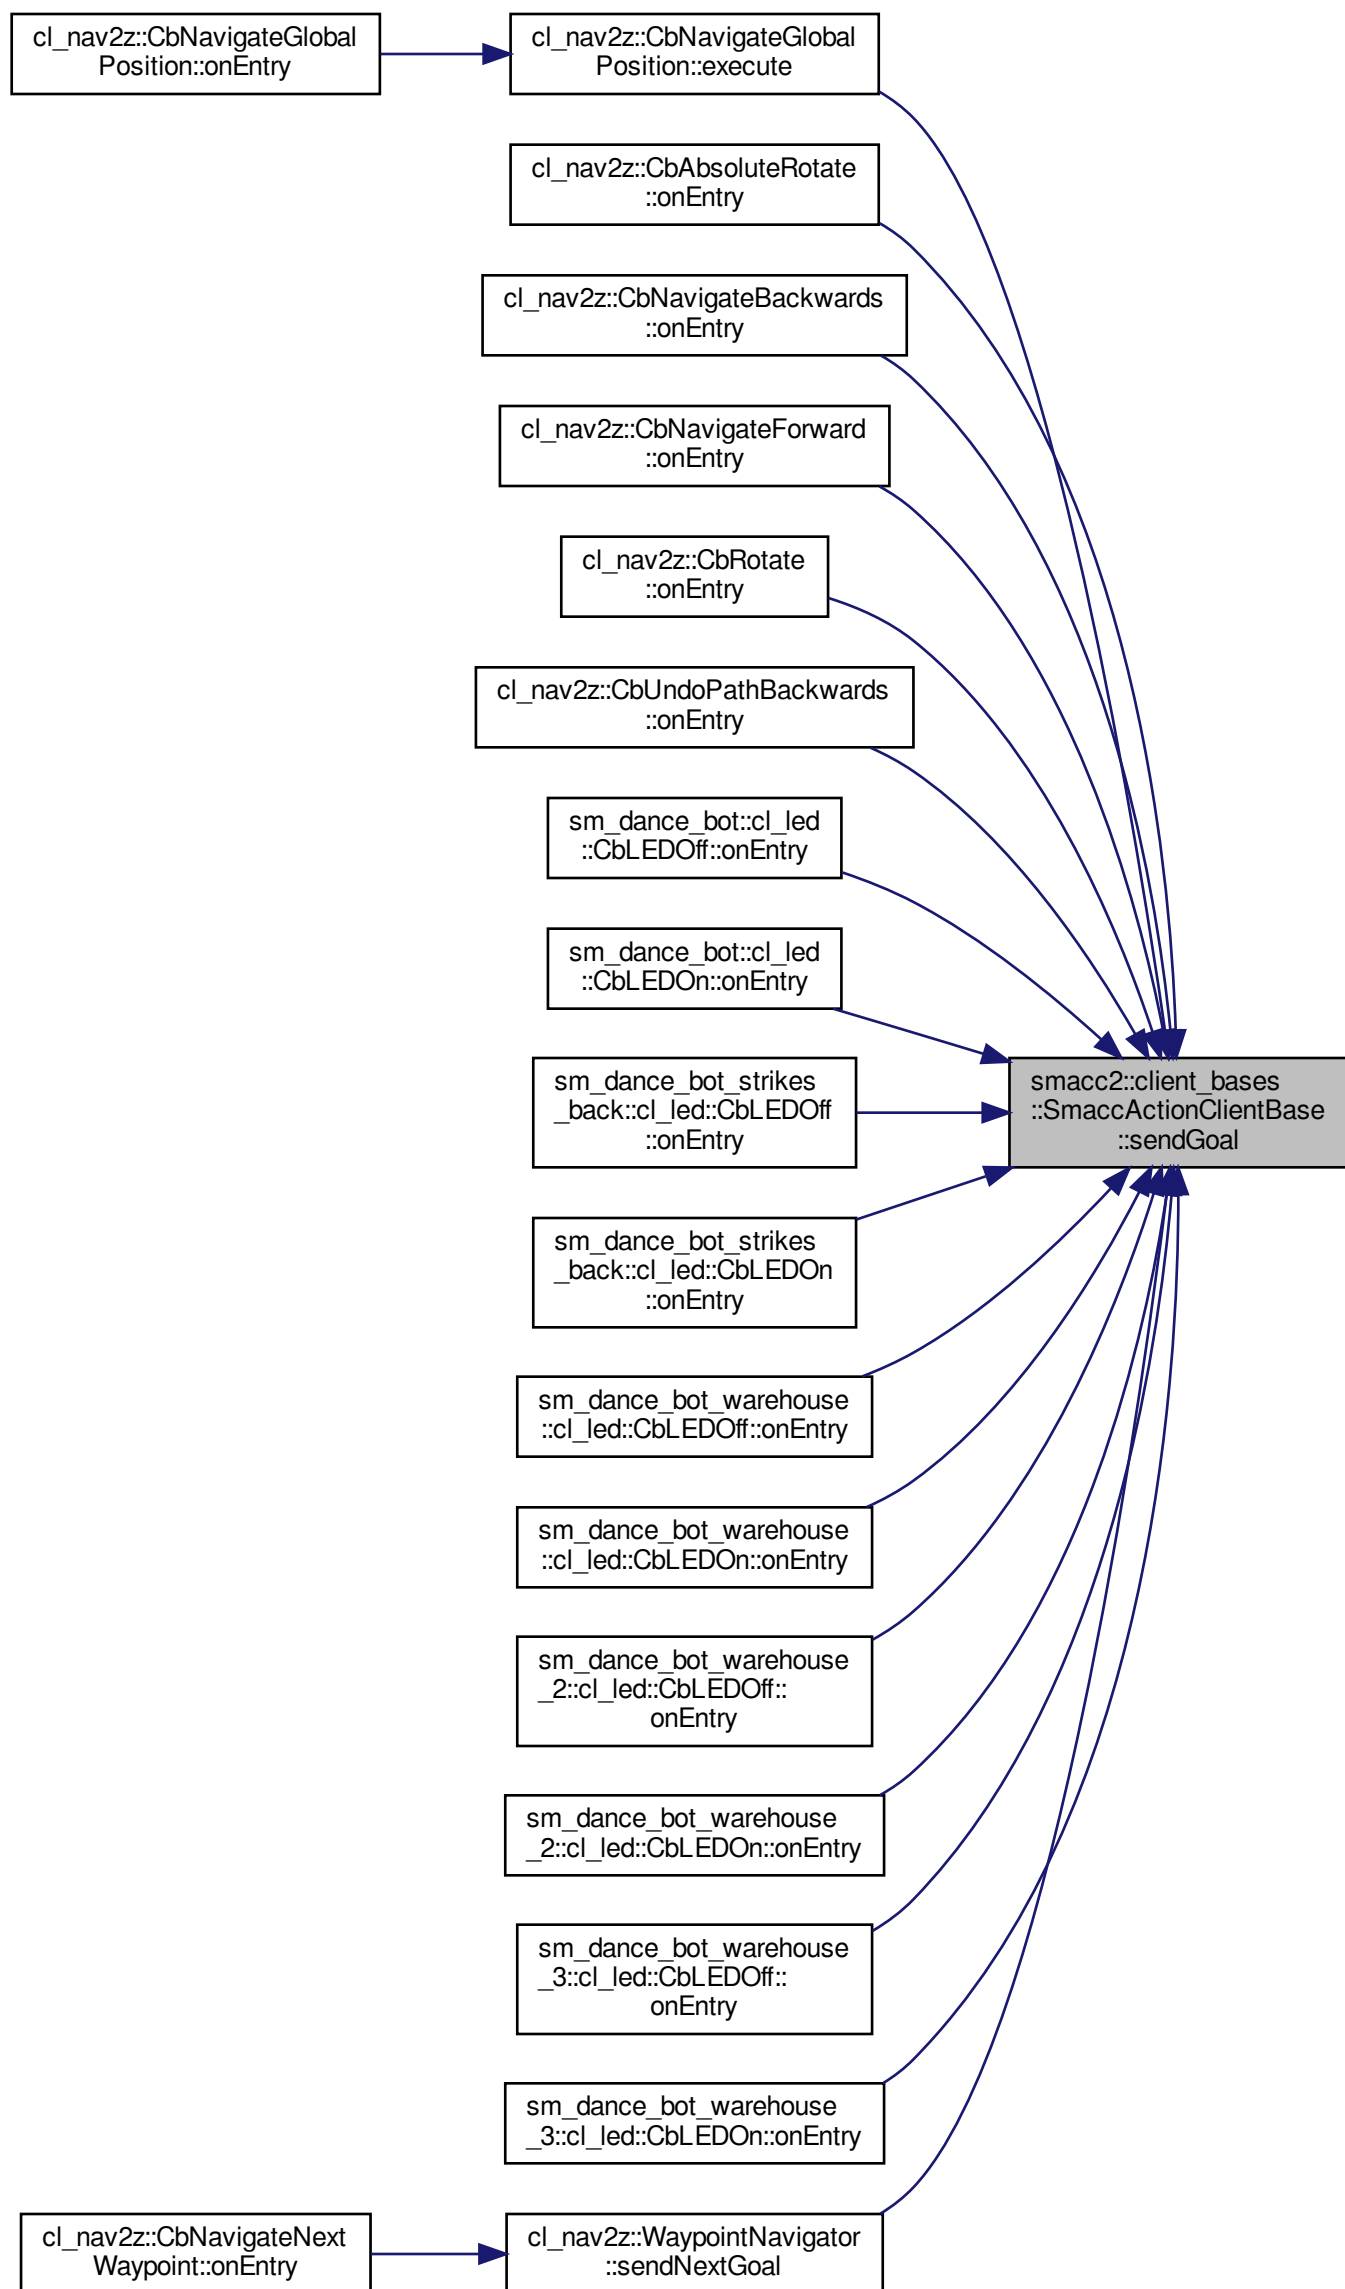 cl_nav2z::CbNavigateGlobal
Position::onEntry
cl_nav2z::CbNavigateGlobal
Position::execute
cl_nav2z::CbAbsoluteRotate
::onEntry
cl_nav2z::CbNavigateBackwards
::onEntry
cl_nav2z::CbNavigateForward
::onEntry
cl_nav2z::CbRotate
::onEntry
cl_nav2z::CbUndoPathBackwards
::onEntry
sm_dance_bot::cl_led
::CbLEDOff::onEntry
sm_dance_bot::cl_led
::CbLEDOn::onEntry
sm_dance_bot_strikes
_back::cl_led::CbLEDOff
::onEntry
smacc2::client_bases
::SmaccActionClientBase
::sendGoal
sm_dance_bot_strikes
_back::cl_led::CbLEDOn
::onEntry
sm_dance_bot_warehouse
::cl_led::CbLEDOff::onEntry
sm_dance_bot_warehouse
::cl_led::CbLEDOn::onEntry
sm_dance_bot_warehouse
_2::cl_led::CbLEDOff::
onEntry
sm_dance_bot_warehouse
_2::cl_led::CbLEDOn::onEntry
sm_dance_bot_warehouse
_3::cl_led::CbLEDOff::
onEntry
sm_dance_bot_warehouse
_3::cl_led::CbLEDOn::onEntry
cl_nav2z::CbNavigateNext
Waypoint::onEntry
cl_nav2z::WaypointNavigator
::sendNextGoal